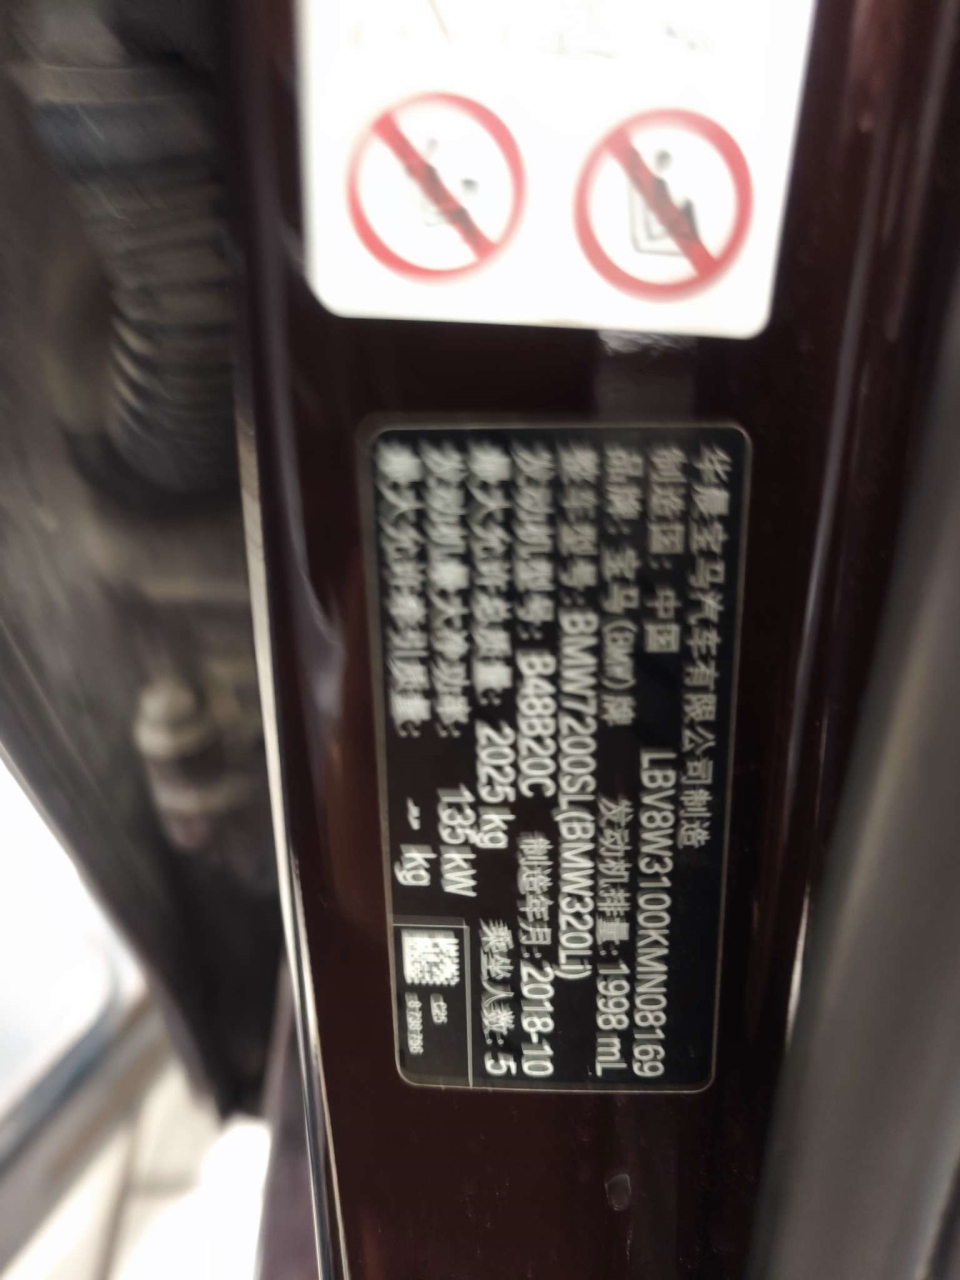 华晨宝马汽车有限公司制造
制造国：中国 LBV8W3100KMN08169
品牌：宝马(BMW)牌 发动机排量：1998 mL
整车型号：BMW7200SL(BMW320Li)
发动机型号：B48B20C 制造年月：2018-10
最大允许总质量：2025 kg 乘坐人数：5
发动机最大净功率：135 kW
最大允许牵引质量：-- kg